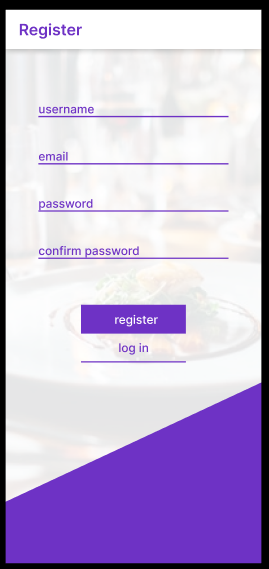 Register
username
email
password
confirm password
register
log in